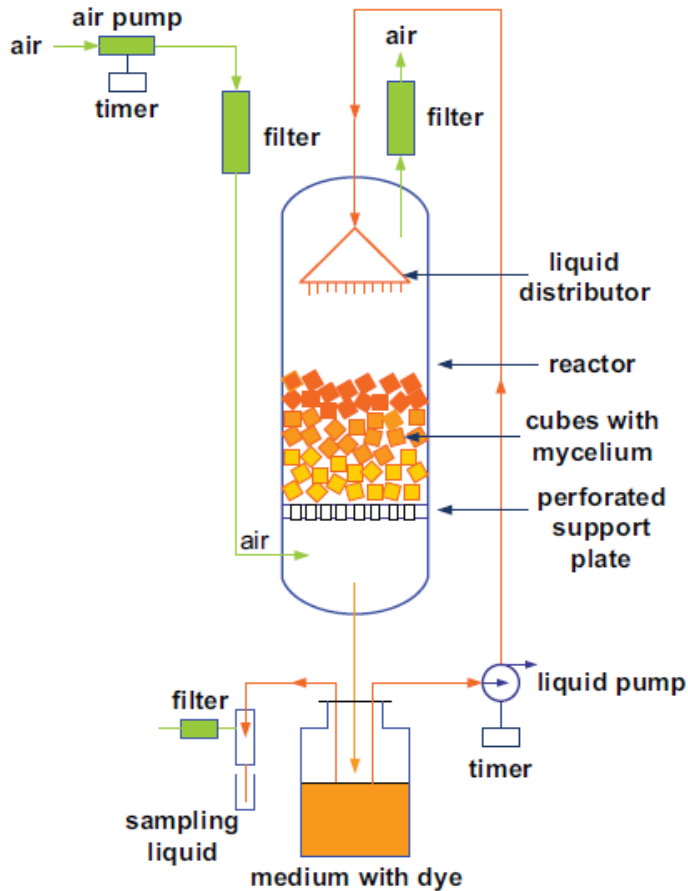 air pump
air
timer
filter
air
filter
liquid
distributor
reactor
cubes with
mycelium
perforated
support
plate
air
liquid pump
timer
filter
sampling
liquid
medium with dye